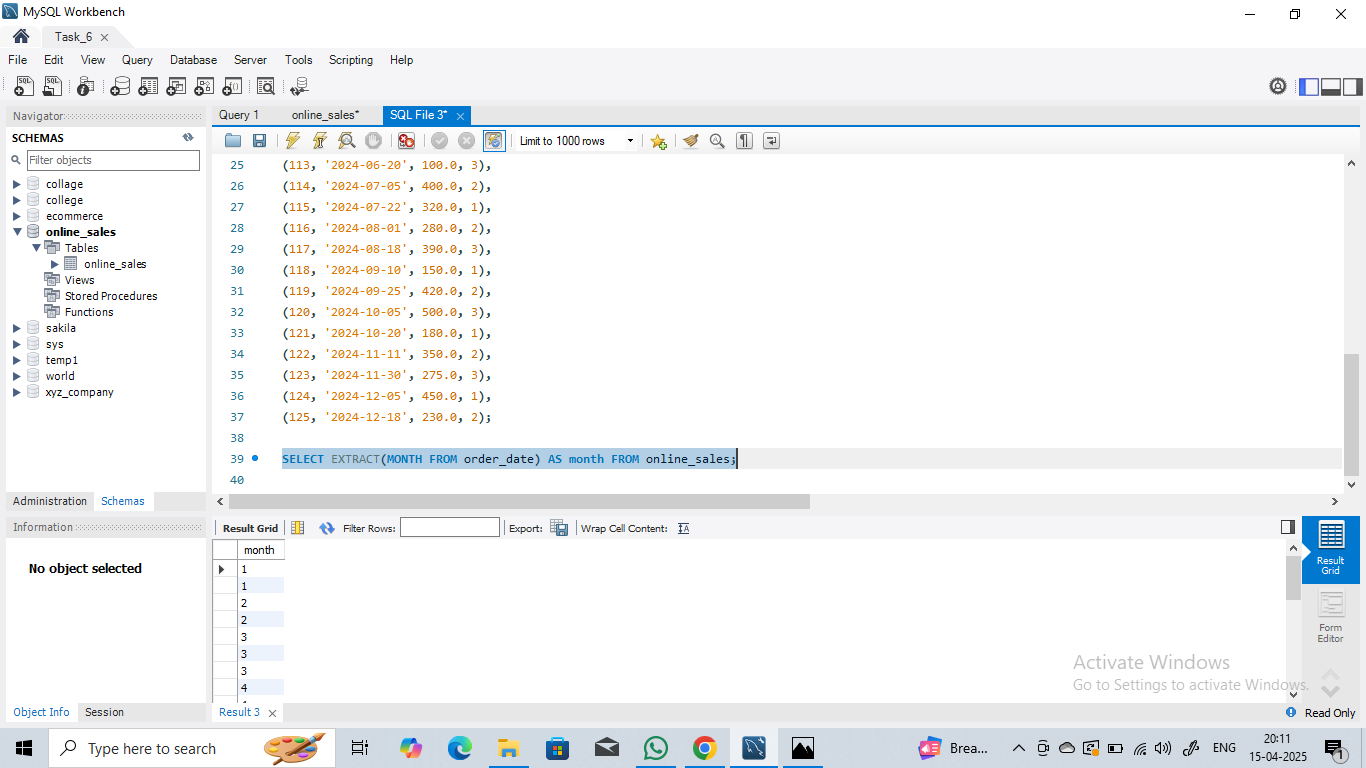 MySQL Workbench
Task_6
File Edit View Query Database Server Tools Scripting Help
Navigator
SCHEMAS
Filter objects
collage
college
ecommerce
online_sales
Tables
online_sales
Views
Stored Procedures
Functions
sakila
sys
temp1
world
xyz_company
Administration Schemas
Information
No object selected
Object Info Session
Query 1 online_sales* SQL File 3*
Limit to 1000 rows
25 (113, '2024-06-20', 100.0, 3),
26 (114, '2024-07-05', 400.0, 2),
27 (115, '2024-07-22', 320.0, 1),
28 (116, '2024-08-01', 280.0, 2),
29 (117, '2024-08-18', 390.0, 3),
30 (118, '2024-09-10', 150.0, 1),
31 (119, '2024-09-25', 420.0, 2),
32 (120, '2024-10-05', 500.0, 3),
33 (121, '2024-10-20', 180.0, 1),
34 (122, '2024-11-11', 350.0, 2),
35 (123, '2024-11-30', 275.0, 3),
36 (124, '2024-12-05', 450.0, 1),
37 (125, '2024-12-18', 230.0, 2);
38
39 SELECT EXTRACT(MONTH FROM order_date) AS month FROM online_sales;
40
Result Grid Filter Rows: Export: Wrap Cell Content:
month
1
1
2
2
3
3
3
4
Result Grid
Form Editor
Activate Windows
Go to Settings to activate Windows.
Result 3
Read Only
Type here to search
Brea...
ENG
20:11
15-04-2025
1